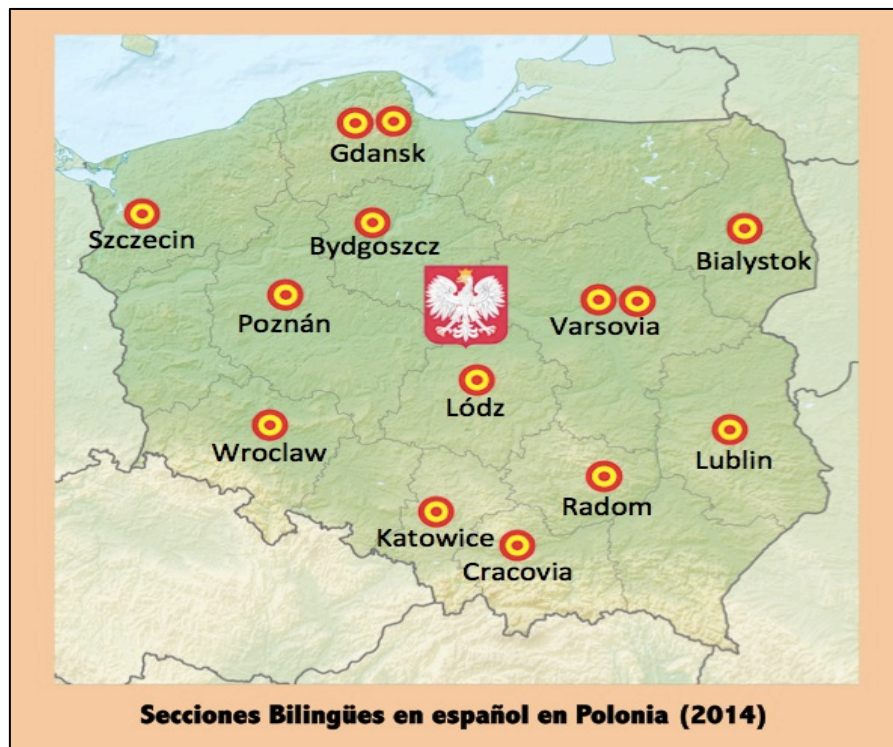 Gdansk
Szczecin
Bydgoszcz
Bialystok
Poznán
Varsovia
Lódz
Wroclaw
Lublin
Radom
Katowice
Cracovia
Secciones Bilingües en español en Polonia (2014)